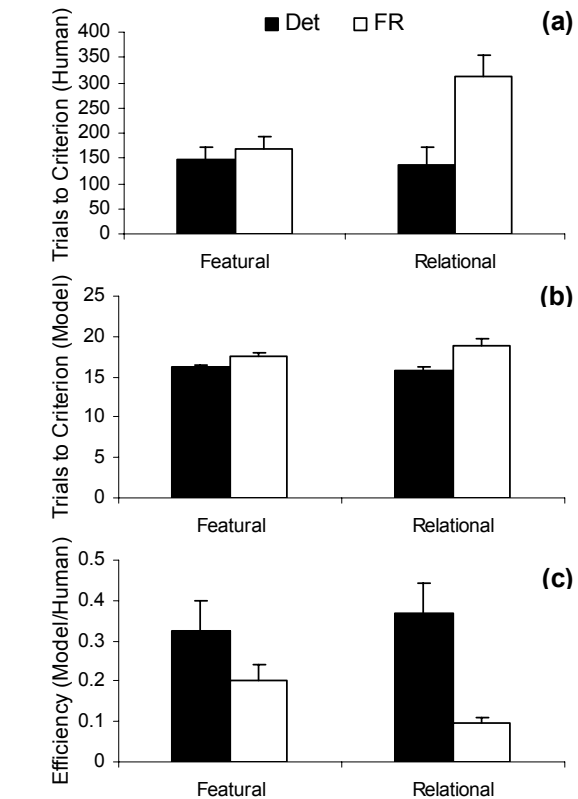 Det FR (a)
Trials to Criterion (Human)
400
350
300
250
200
150
100
50
0
Featural Relational
(b)
Trials to Criterion (Model)
25
20
15
10
5
0
Featural Relational
(c)
Efficiency (Model/Human)
0.5
0.4
0.3
0.2
0.1
0
Featural Relational